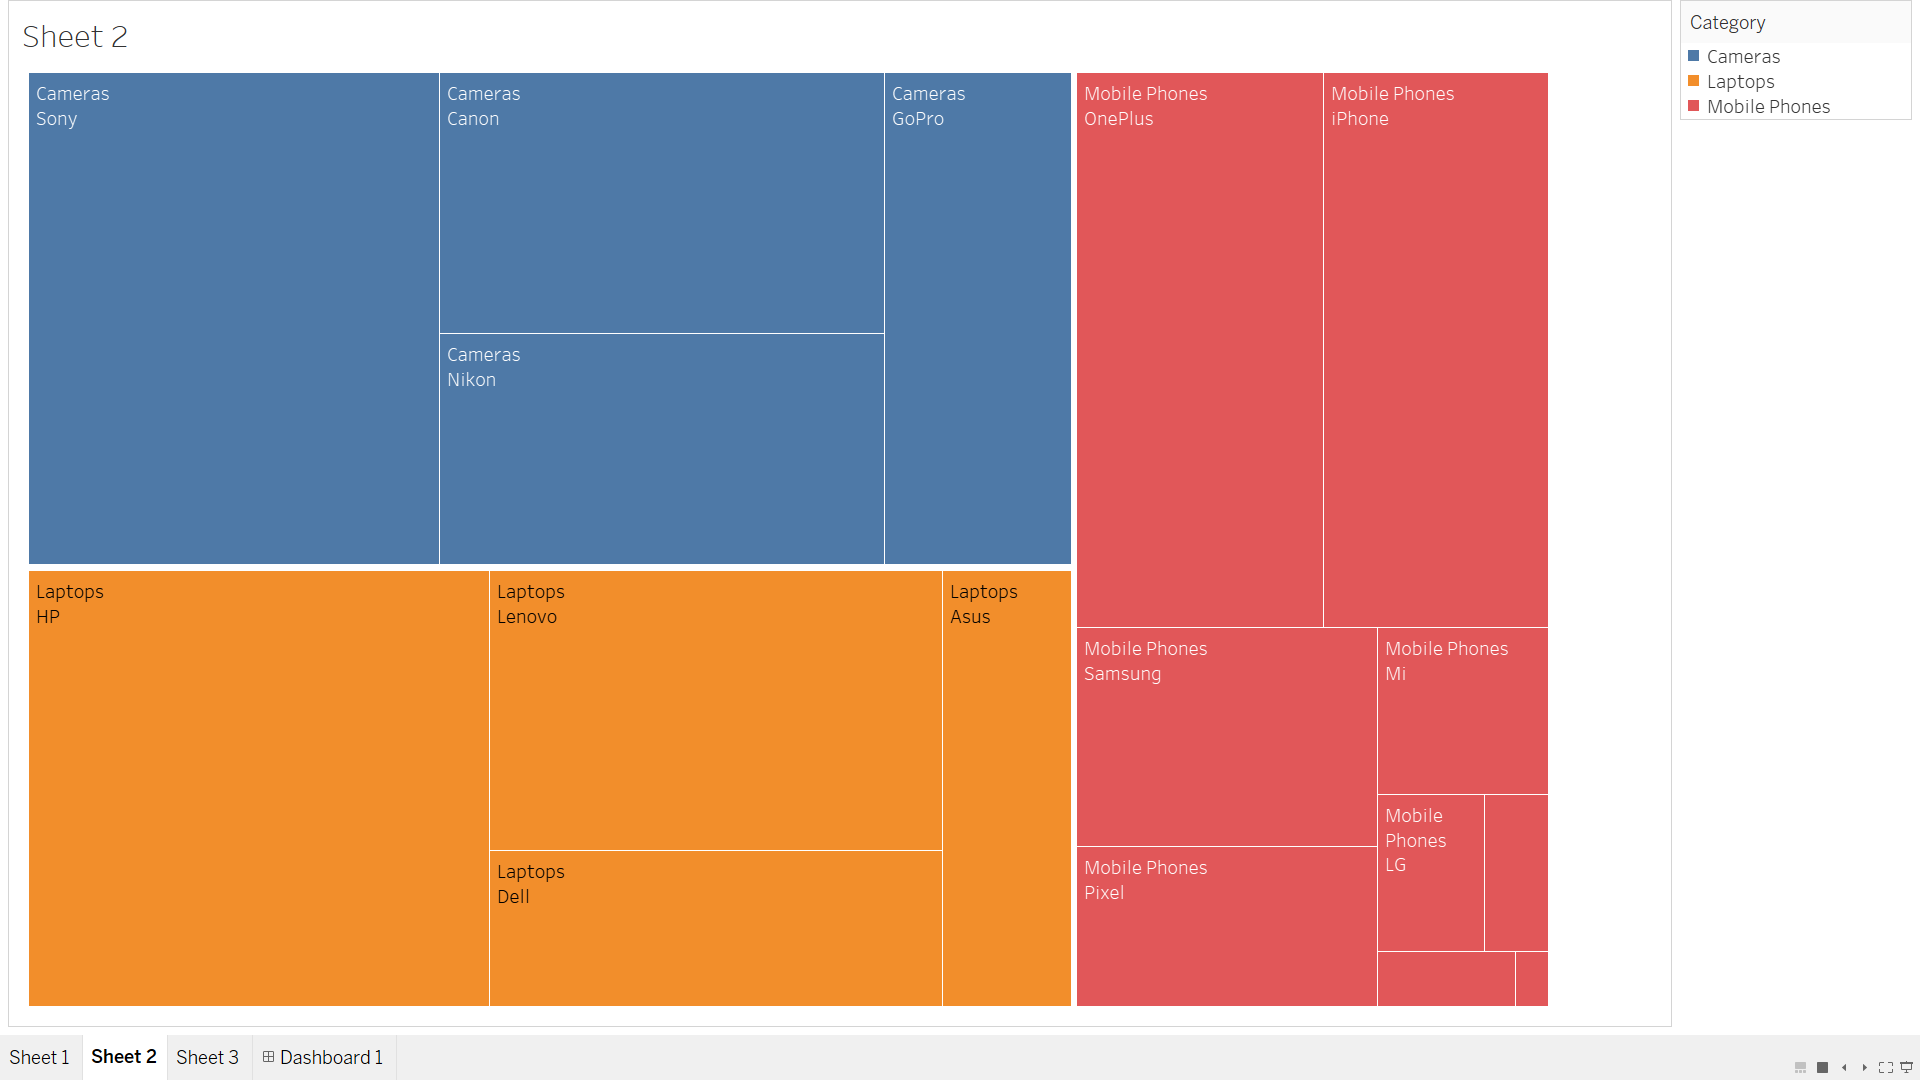 Sheet 2
Cameras
Sony
Cameras
Canon
Cameras
GoPro
Cameras
Nikon
Laptops
HP
Laptops
Lenovo
Laptops
Asus
Laptops
Dell
Mobile Phones
OnePlus
Mobile Phones
iPhone
Mobile Phones
Samsung
Mobile Phones
Mi
Mobile
Phones
LG
Mobile Phones
Pixel
Category
Cameras
Laptops
Mobile Phones
Sheet 1
Sheet 2
Sheet 3
Dashboard 1